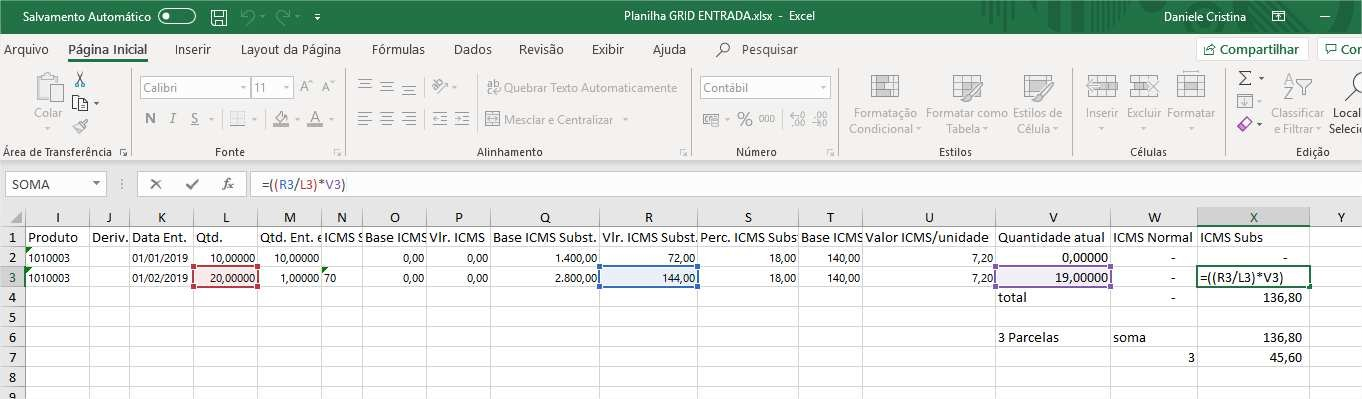 Salvamento Automático Planilha GRID ENTRADA.xlsx - Excel Daniele Cristina
Arquivo Página Inicial Inserir Layout da Página Fórmulas Dados Revisão Exibir Ajuda Pesquisar Compartilhar Con
Colar Calibri 11 A A Quebrar Texto Automaticamente Contábil Formatação Condicional Formatar como Tabela Estilos de Célula Inserir Excluir Formatar Classificar e Filtrar Local Seleci
N I S A Mesclar e Centralizar % 000
Área de Transferência Fonte Alinhamento Número Estilos Células Edição
SOMA fx =((R3/L3)*V3)
I J K L M N O P Q R S T U V W X Y
1 Produto Deriv. Data Ent. Qtd. Qtd. Ent. e ICMS S Base ICMS Vlr. ICMS Base ICMS Subst. Vlr. ICMS Subst. Perc. ICMS Subs Base ICMS Valor ICMS/unidade Quantidade atual ICMS Normal ICMS Subs
2 1010003 01/01/2019 10,00000 10,00000 0,00 0,00 1.400,00 72,00 18,00 140,00 7,20 0,00000 - -
3 1010003 01/02/2019 20,00000 1,00000 70 0,00 0,00 2.800,00 144,00 18,00 140,00 7,20 19,00000 - =((R3/L3)*V3)
4 total - 136,80
5
6 3 Parcelas soma 136,80
7 3 45,60
8
9